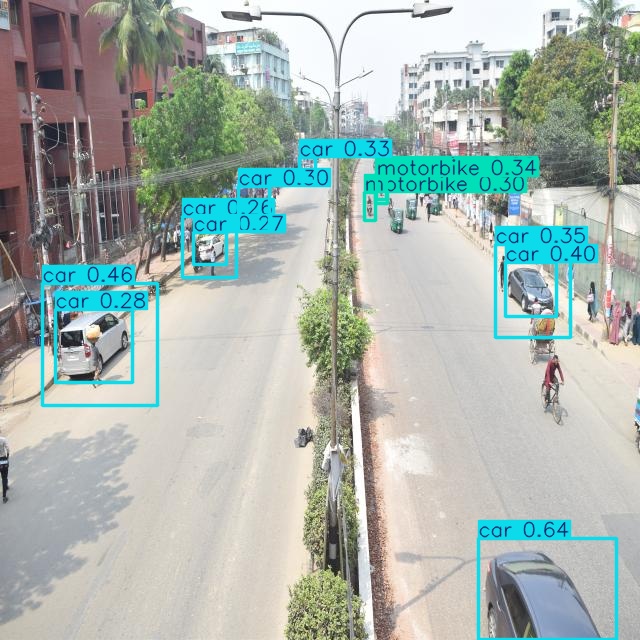 car 0.33
motorbike 0.34
car 0.30
motorbike 0.30
car 0.26
car 0.27
car 0.35
car 0.40
car 0.46
car 0.28
car 0.64